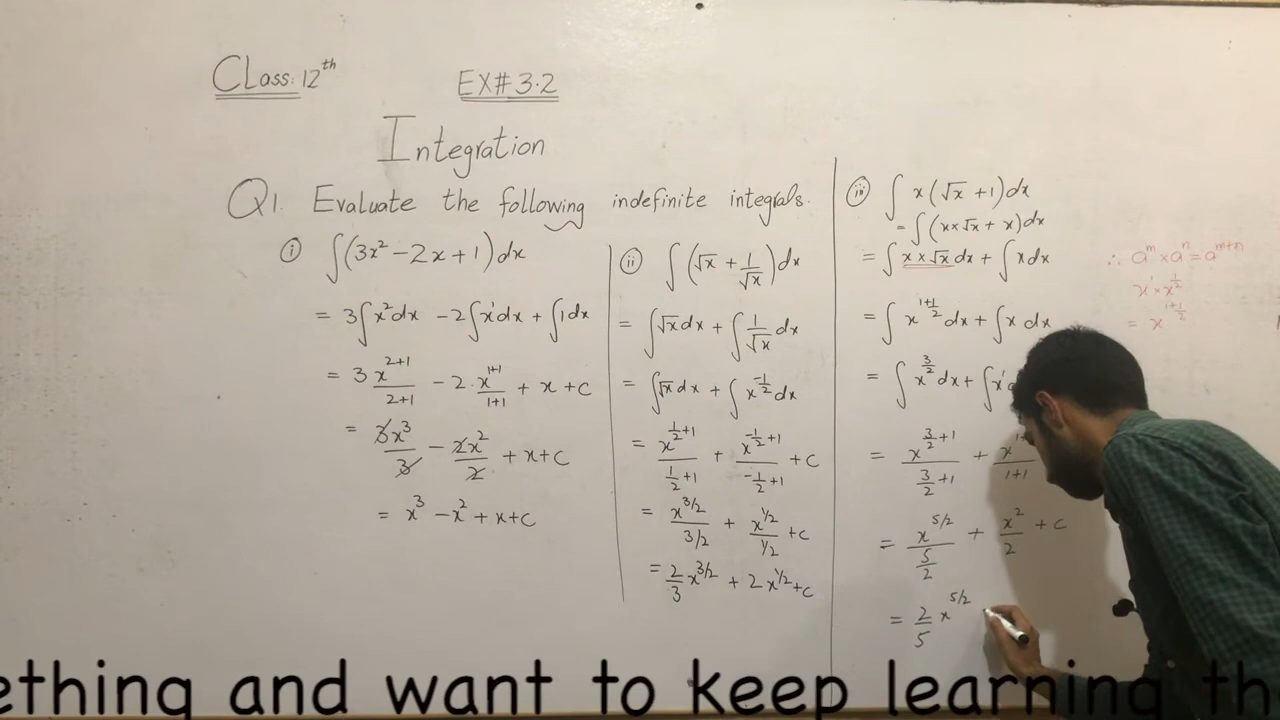 CLass: 12th
EX# 3.2
Integration
Q1. Evaluate the following indefinite integrals.
(i) ∫(3x² - 2x + 1) dx
= 3∫x²dx - 2∫x¹dx + ∫1dx
= 3 x^(2+1)/(2+1) - 2. x^(1+1)/(1+1) + x + c
= 3x³/3 - 2x²/2 + x + c
= x³ - x² + x + c
(ii) ∫(√x + 1/√x) dx
= ∫√x dx + ∫ 1/√x dx
= ∫√x dx + ∫ x^(-1/2) dx
= x^(1/2+1)/(1/2+1) + x^(-1/2+1)/(-1/2+1) + c
= x^(3/2)/(3/2) + x^(1/2)/(1/2) + c
= 2/3 x^(3/2) + 2x^(1/2) + c
(iii) ∫ x(√x + 1) dx
= ∫(x×√x + x) dx
= ∫ x×√x dx + ∫ x dx
= ∫ x^(1+1/2) dx + ∫ x dx
= ∫ x^(3/2) dx + ∫ x¹
= x^(3/2+1)/(3/2+1) + x^(1+/(1+1)
= x^(5/2)/(5/2) + x²/2 + c
= 2/5 x^(5/2)
∴ a^m × a^n = a^(m+n)
x¹ × x^(1/2)
= x^(1+1/2)
ething and want to keep learning th